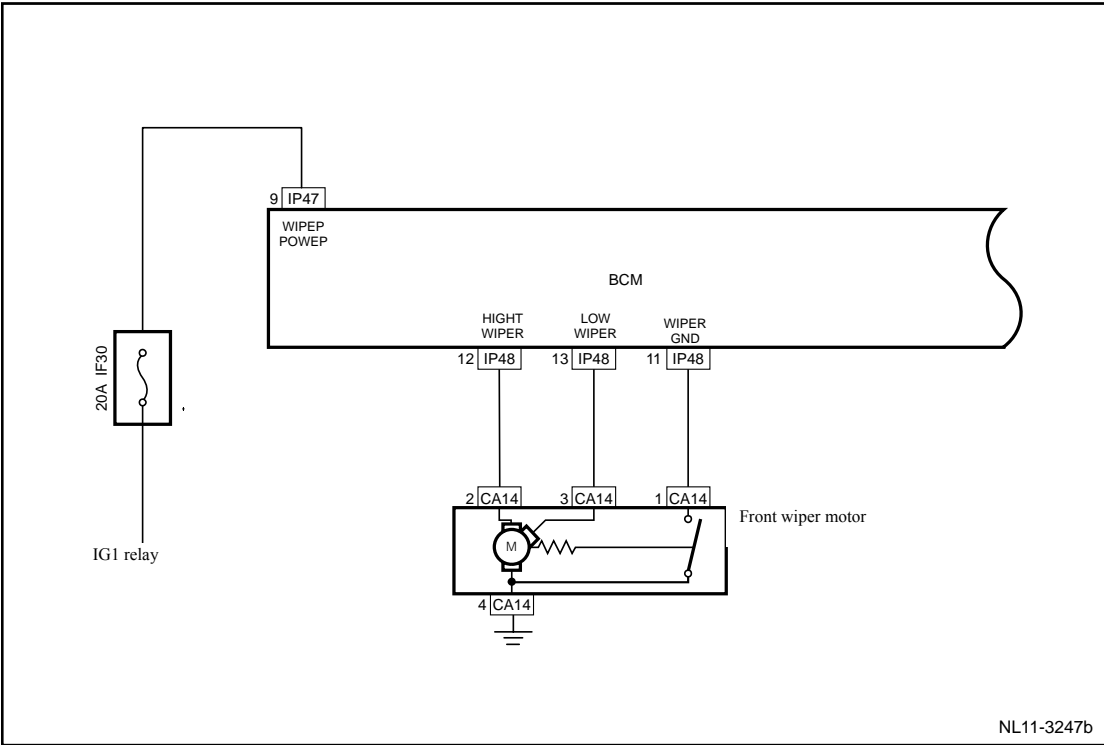 9 IP47
WIPEP
POWEP
BCM
HIGHT
WIPER
LOW
WIPER
WIPER
GND
12 IP48
13 IP48
11 IP48
20A IF30
IG1 relay
2 CA14
3 CA14
1 CA14
Front wiper motor
M
4 CA14
NL11-3247b